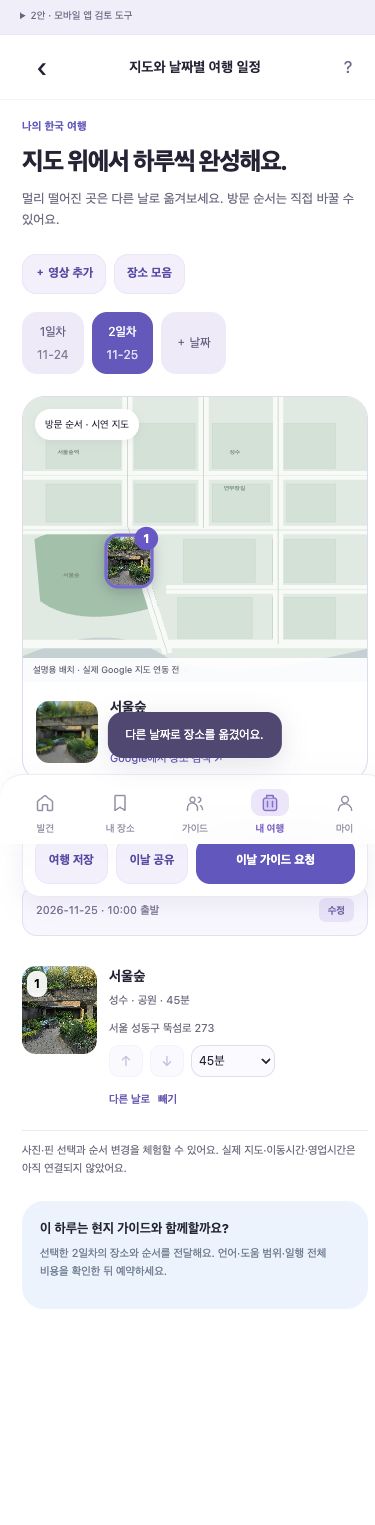 ▶ 2안 · 모바일 앱 검토 도구
‹
지도와 날짜별 여행 일정
?
나의 한국 여행
지도 위에서 하루씩 완성해요.
멀리 떨어진 곳은 다른 날로 옮겨보세요. 방문 순서는 직접 바꿀 수
있어요.
+ 영상 추가
장소 모음
1일차
11-24
2일차
11-25
+ 날짜
방문 순서 · 시연 지도
서울숲역
성수
연무장길
서울숲
1
설명용 배치 · 실제 Google 지도 연동 전
서울숲
다른 날짜로 장소를 옮겼어요.
Google에서 장소 검색 ↗
발견
내 장소
가이드
내 여행
마이
여행 저장
이날 공유
이날 가이드 요청
2026-11-25 · 10:00 출발
수정
1
서울숲
성수 · 공원 · 45분
서울 성동구 뚝섬로 273
↑
↓
45분
다른 날로
빼기
사진·핀 선택과 순서 변경을 체험할 수 있어요. 실제 지도·이동시간·영업시간은
아직 연결되지 않았어요.
이 하루는 현지 가이드와 함께할까요?
선택한 2일차의 장소와 순서를 전달해요. 언어·도움 범위·일행 전체
비용을 확인한 뒤 예약하세요.